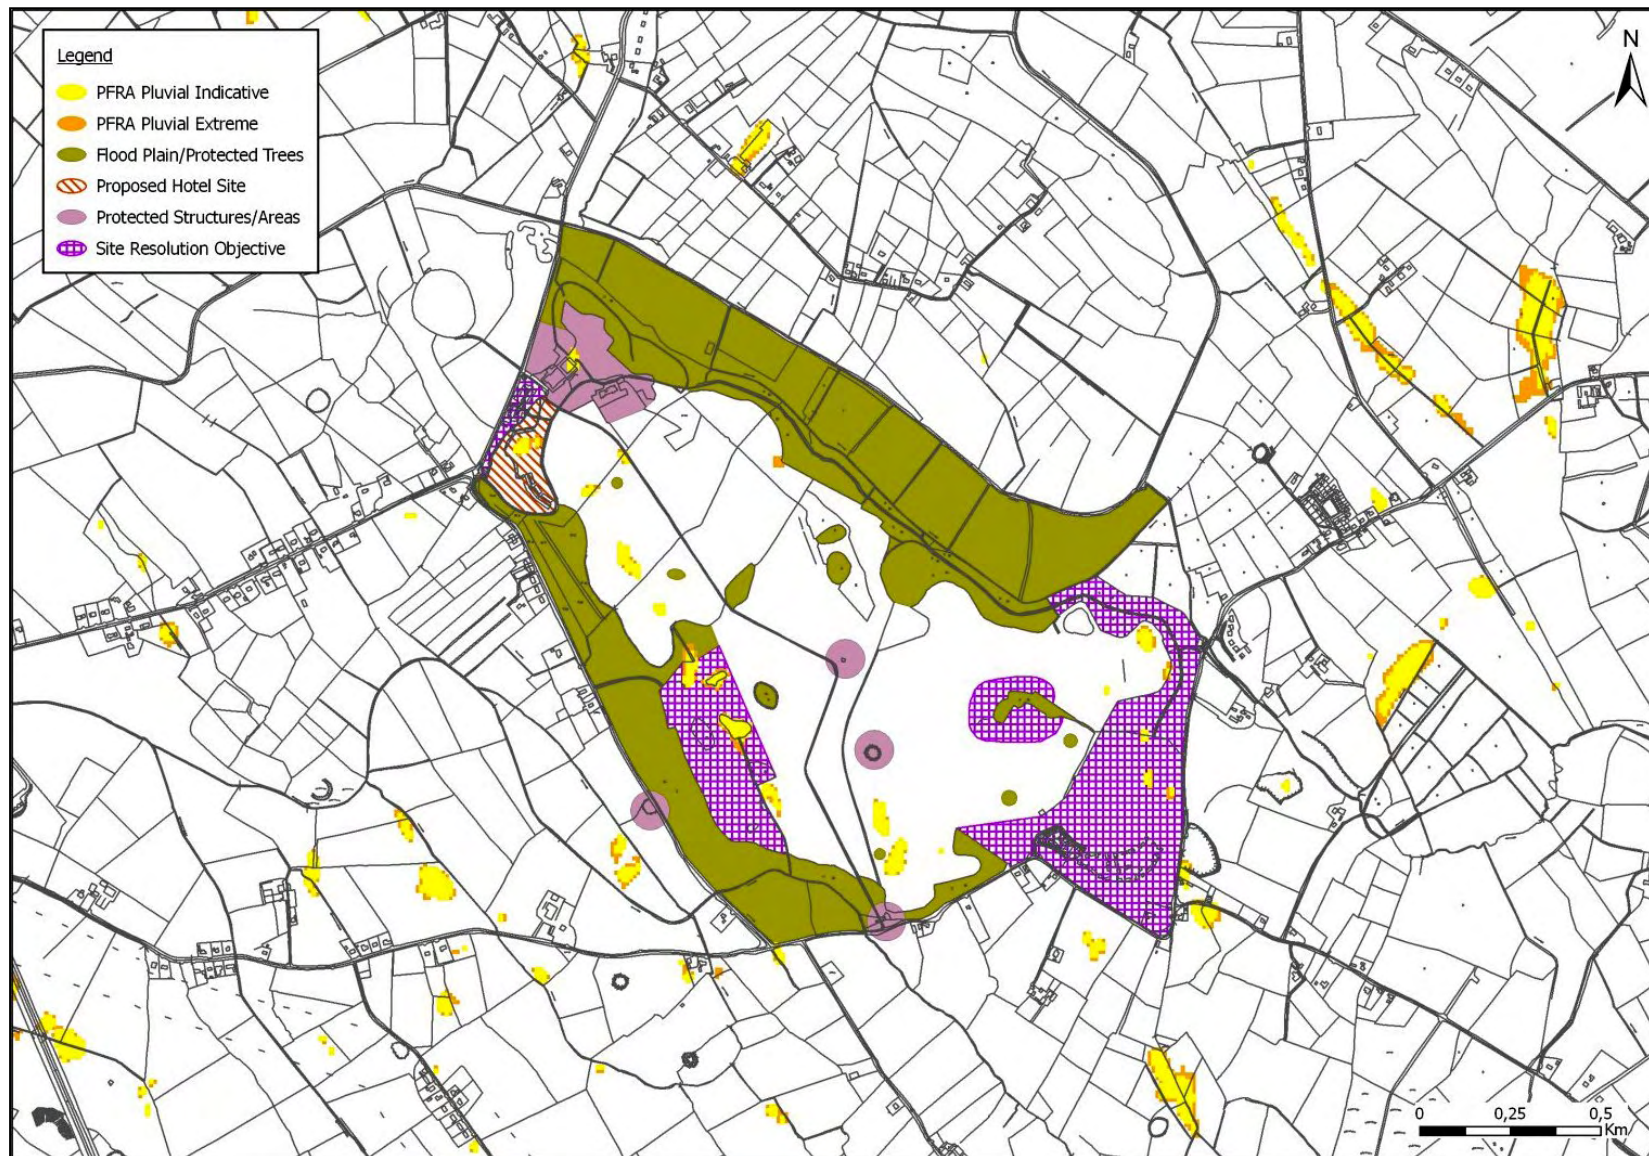 Legend
PFRA Pluvial Indicative
PFRA Pluvial Extreme
Flood Plain/Protected Trees
Proposed Hotel Site
Protected Structures/Areas
Site Resolution Objective
N
0 0,25 0,5
Km